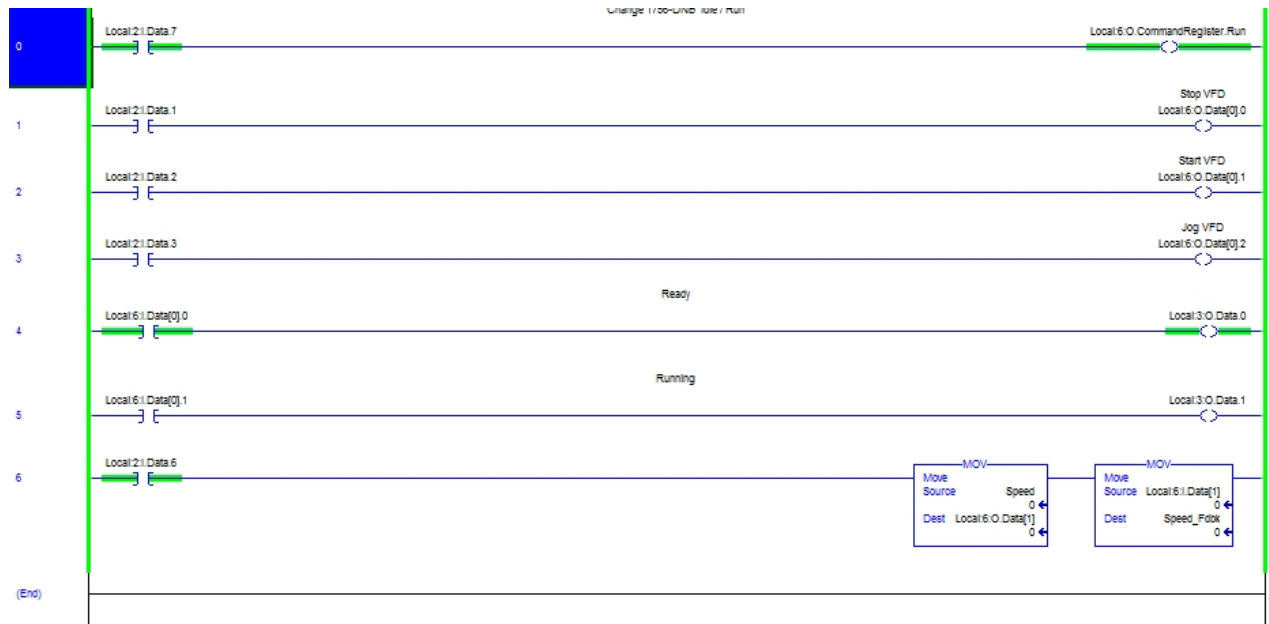 Change 1756-DNB Idle / Run
Local:2:I.Data.7
Local:6:O.CommandRegister.Run
0
Stop VFD
Local:2:I.Data.1
Local:6:O.Data[0].0
1
Start VFD
Local:2:I.Data.2
Local:6:O.Data[0].1
2
Jog VFD
Local:2:I.Data.3
Local:6:O.Data[0].2
3
Ready
Local:6:I.Data[0].0
Local:3:O.Data.0
4
Running
Local:6:I.Data[0].1
Local:3:O.Data.1
5
Local:2:I.Data.6
6
MOV
Move
Source Speed
0
Dest Local:6:O.Data[1]
0
MOV
Move
Source Local:6:I.Data[1]
0
Dest Speed_Fdbk
0
(End)